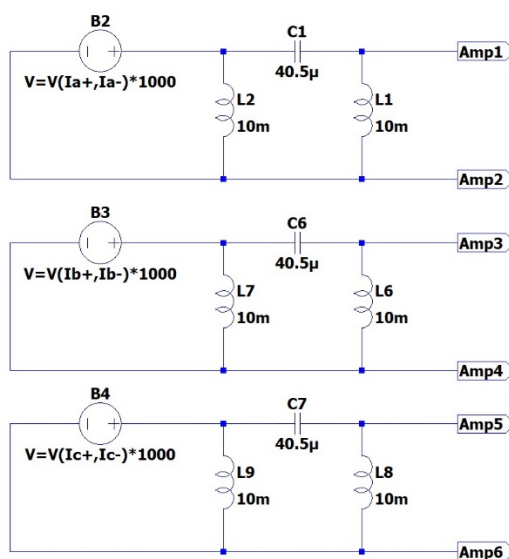 B2
V=V(Ia+,Ia-)*1000
C1
40.5µ
L2
10m
L1
10m
Amp1
Amp2
B3
V=V(Ib+,Ib-)*1000
C6
40.5µ
L7
10m
L6
10m
Amp3
Amp4
B4
V=V(Ic+,Ic-)*1000
C7
40.5µ
L9
10m
L8
10m
Amp5
Amp6